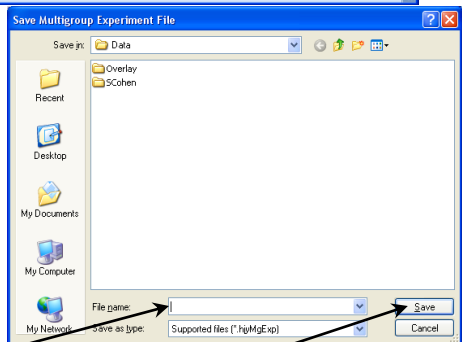 Save Multigroup Experiment File
Save in: Data
Overlay
SCohen
Recent
Desktop
My Documents
My Computer
My Network
File name:
Save
Save as type: Supported files (*.hjyMgExp)
Cancel